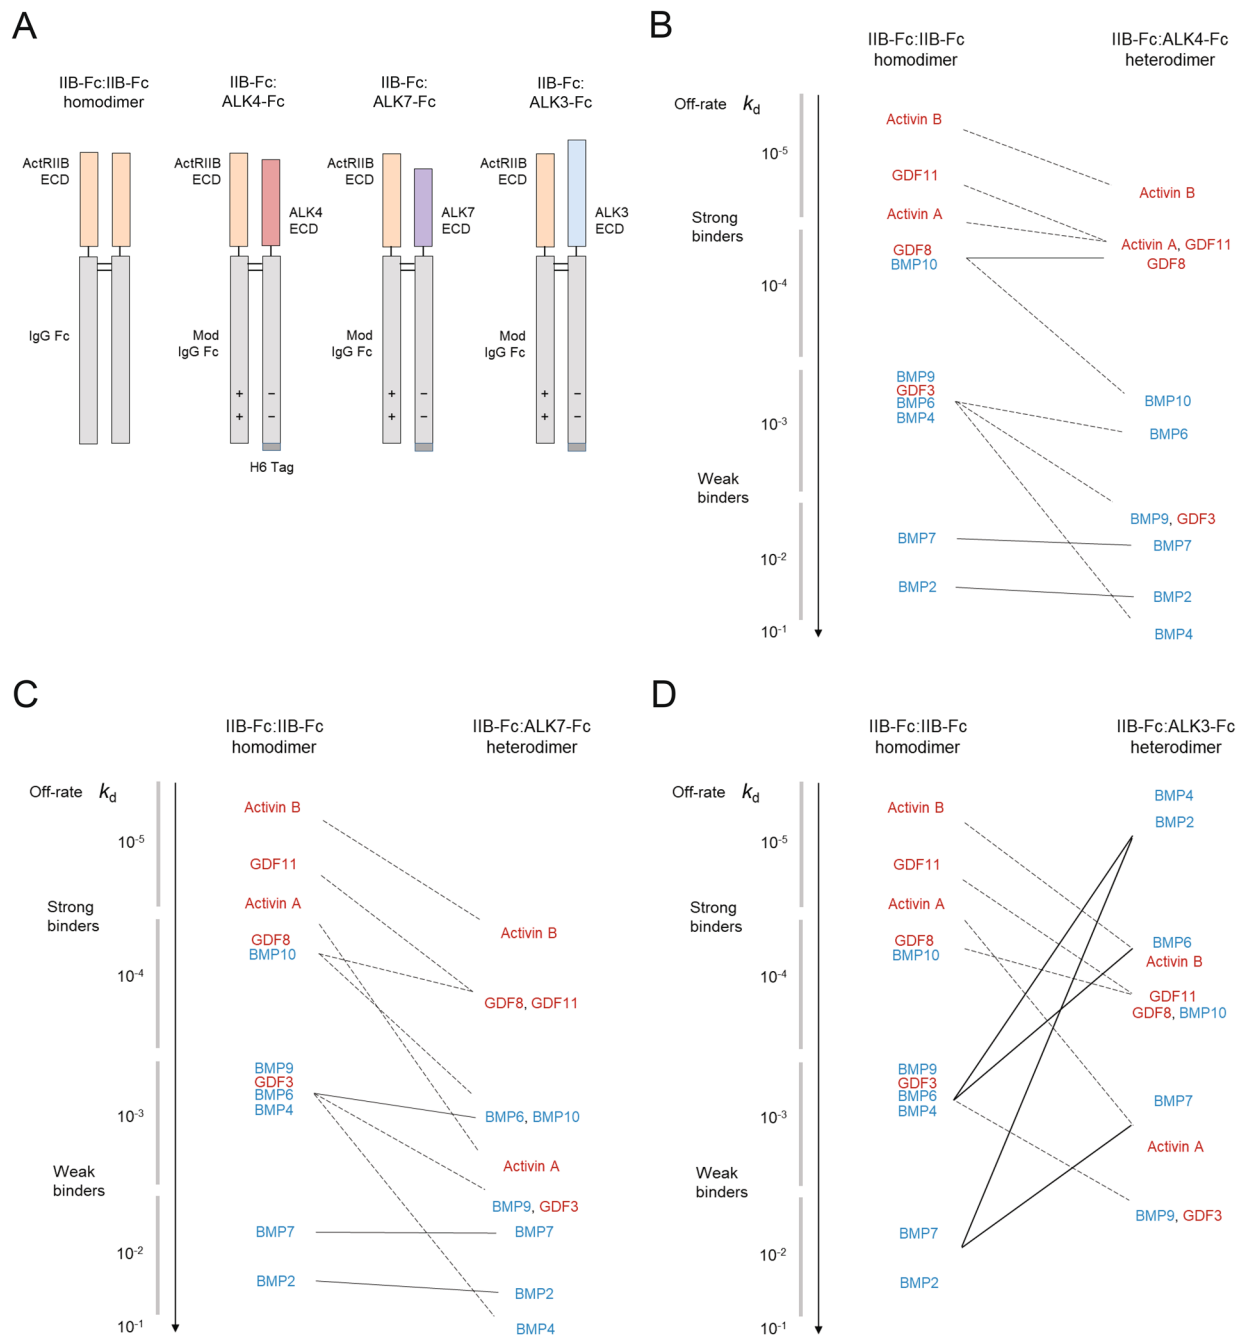 A
IIB-Fc:IIB-Fc
homodimer
IIB-Fc:
ALK4-Fc
IIB-Fc:
ALK7-Fc
IIB-Fc:
ALK3-Fc
ActRIIB
ECD
ActRIIB
ECD
ALK4
ECD
ActRIIB
ECD
ALK7
ECD
ActRIIB
ECD
ALK3
ECD
IgG Fc
Mod
IgG Fc
Mod
IgG Fc
Mod
IgG Fc
+ −
+ −
+ −
+ −
+ −
+ −
H6 Tag
B
IIB-Fc:IIB-Fc
homodimer
IIB-Fc:ALK4-Fc
heterodimer
Off-rate kd
10-5
Strong
binders
10-4
10-3
Weak
binders
10-2
10-1
Activin B
GDF11
Activin A
GDF8
BMP10
BMP9
GDF3
BMP6
BMP4
BMP7
BMP2
Activin B
Activin A, GDF11
GDF8
BMP10
BMP6
BMP9, GDF3
BMP7
BMP2
BMP4
C
IIB-Fc:IIB-Fc
homodimer
IIB-Fc:ALK7-Fc
heterodimer
Off-rate kd
10-5
Strong
binders
10-4
10-3
Weak
binders
10-2
10-1
Activin B
GDF11
Activin A
GDF8
BMP10
BMP9
GDF3
BMP6
BMP4
BMP7
BMP2
Activin B
GDF8, GDF11
BMP6, BMP10
Activin A
BMP9, GDF3
BMP7
BMP2
BMP4
D
IIB-Fc:IIB-Fc
homodimer
IIB-Fc:ALK3-Fc
heterodimer
Off-rate kd
10-5
Strong
binders
10-4
10-3
Weak
binders
10-2
10-1
Activin B
GDF11
Activin A
GDF8
BMP10
BMP9
GDF3
BMP6
BMP4
BMP7
BMP2
BMP4
BMP2
BMP6
Activin B
GDF11
GDF8, BMP10
BMP7
Activin A
BMP9, GDF3